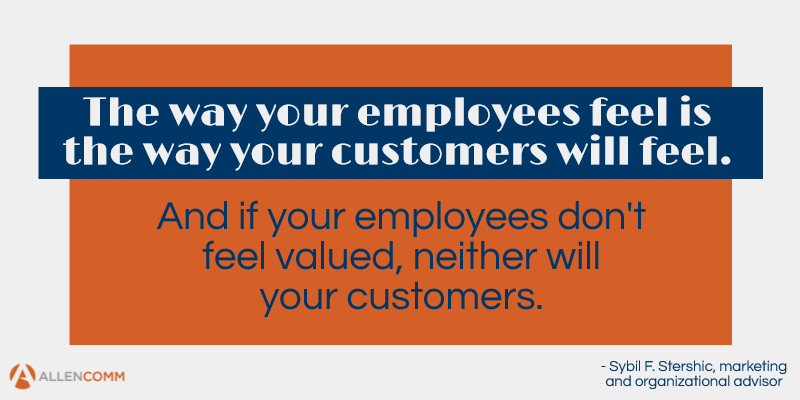 The way your employees feel is
the way your customers will feel.
And if your employees don't
feel valued, neither will
your customers.
ALLENCOMM
- Sybil F. Stershic, marketing
and organizational advisor